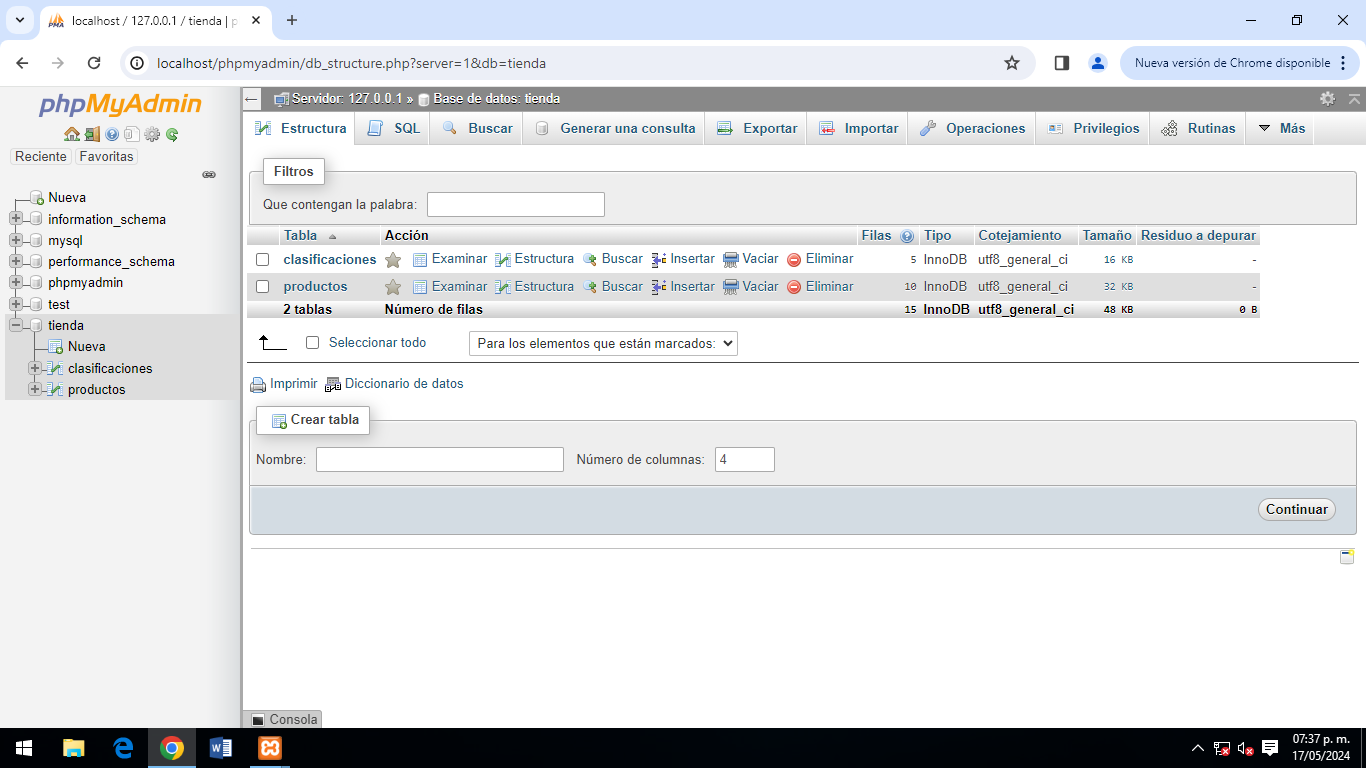 localhost / 127.0.0.1 / tienda | p
localhost/phpmyadmin/db_structure.php?server=1&db=tienda
Nueva versión de Chrome disponible
phpMyAdmin
Reciente Favoritas
Nueva
information_schema
mysql
performance_schema
phpmyadmin
test
tienda
Nueva
clasificaciones
productos
Servidor: 127.0.0.1 » Base de datos: tienda
Estructura SQL Buscar Generar una consulta Exportar Importar Operaciones Privilegios Rutinas Más
Filtros
Que contengan la palabra:
Tabla Acción Filas Tipo Cotejamiento Tamaño Residuo a depurar
clasificaciones Examinar Estructura Buscar Insertar Vaciar Eliminar 5 InnoDB utf8_general_ci 16 KB -
productos Examinar Estructura Buscar Insertar Vaciar Eliminar 10 InnoDB utf8_general_ci 32 KB -
2 tablas Número de filas 15 InnoDB utf8_general_ci 48 KB 0 B
Seleccionar todo Para los elementos que están marcados:
Imprimir Diccionario de datos
Crear tabla
Nombre: Número de columnas: 4
Continuar
Consola
07:37 p. m.
17/05/2024